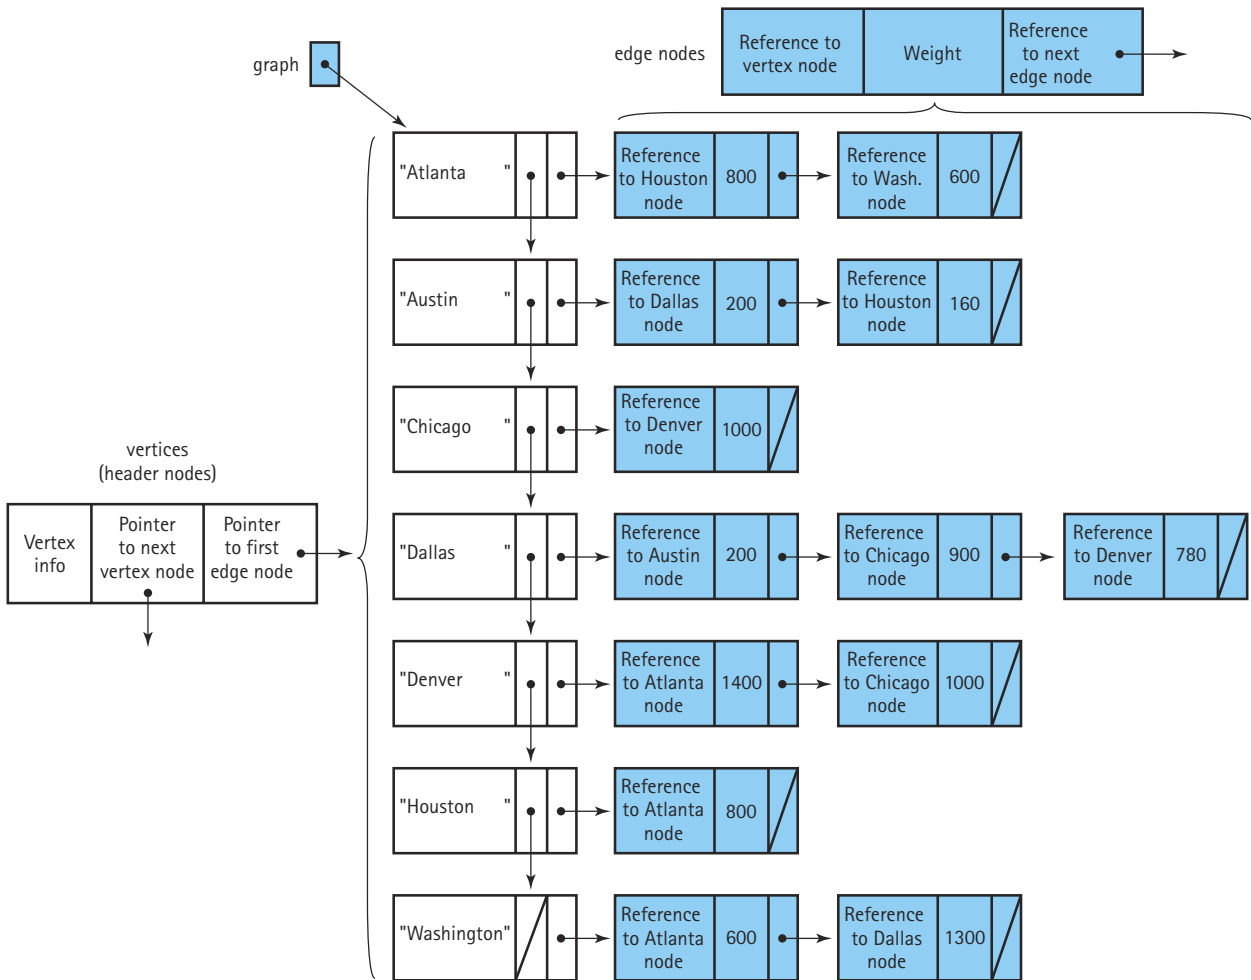 graph
edge nodes
Reference to
vertex node
Weight
Reference
to next
edge node
"Atlanta "
Reference
to Houston
node
800
Reference
to Wash.
node
600
"Austin "
Reference
to Dallas
node
200
Reference
to Houston
node
160
"Chicago "
Reference
to Denver
node
1000
vertices
(header nodes)
Vertex
info
Pointer
to next
vertex node
Pointer
to first
edge node
"Dallas "
Reference
to Austin
node
200
Reference
to Chicago
node
900
Reference
to Denver
node
780
"Denver "
Reference
to Atlanta
node
1400
Reference
to Chicago
node
1000
"Houston "
Reference
to Atlanta
node
800
"Washington"
Reference
to Atlanta
node
600
Reference
to Dallas
node
1300